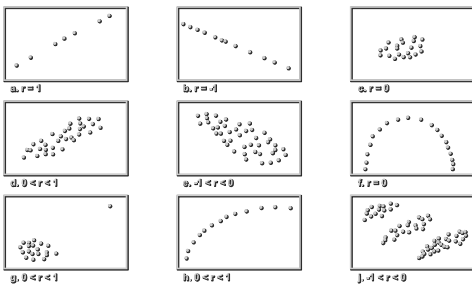 a. r = 1
b. r = -1
c. r = 0
d. 0 < r < 1
e. -1 < r < 0
f. r = 0
g. 0 < r < 1
h. 0 < r < 1
j. -1 < r < 0